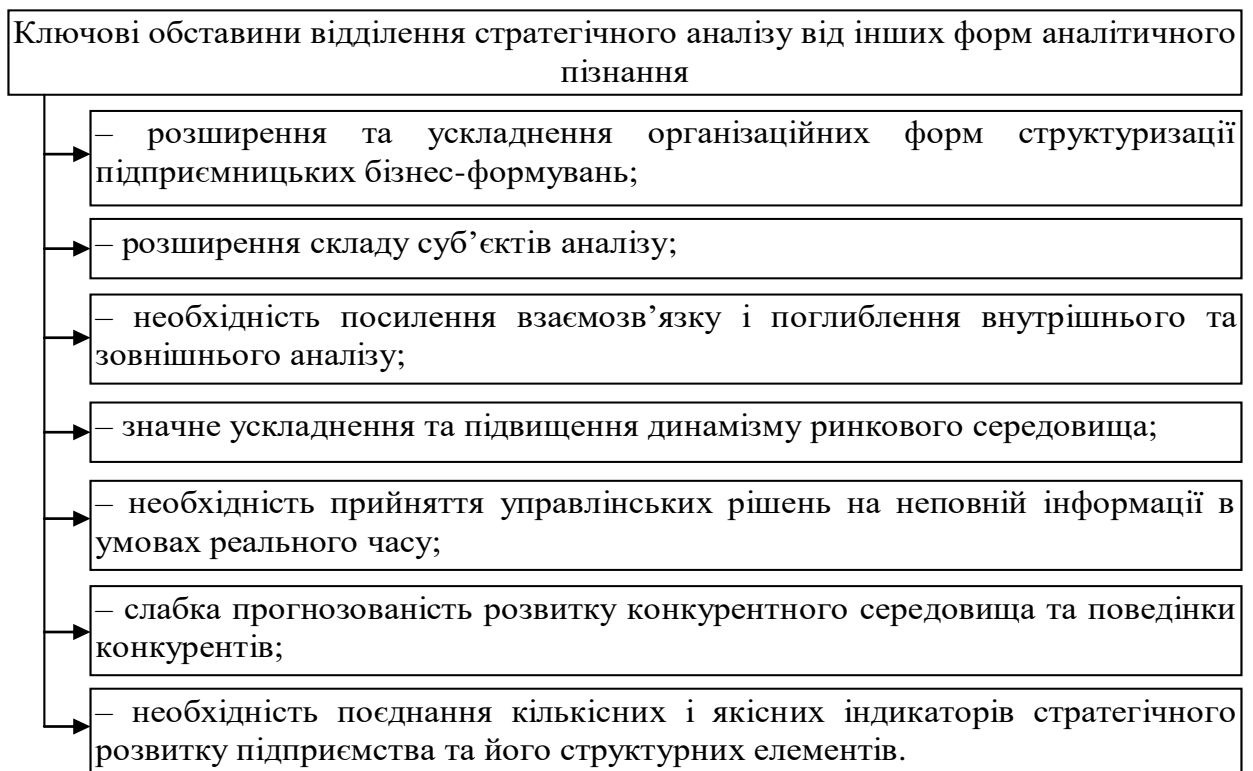 Ключові обставини відділення стратегічного аналізу від інших форм аналітичного
пізнання
– розширення та ускладнення організаційних форм структуризації
підприємницьких бізнес-формувань;
– розширення складу суб’єктів аналізу;
– необхідність посилення взаємозв’язку і поглиблення внутрішнього та
зовнішнього аналізу;
– значне ускладнення та підвищення динамізму ринкового середовища;
– необхідність прийняття управлінських рішень на неповній інформації в
умовах реального часу;
– слабка прогнозованість розвитку конкурентного середовища та поведінки
конкурентів;
– необхідність поєднання кількісних і якісних індикаторів стратегічного
розвитку підприємства та його структурних елементів.